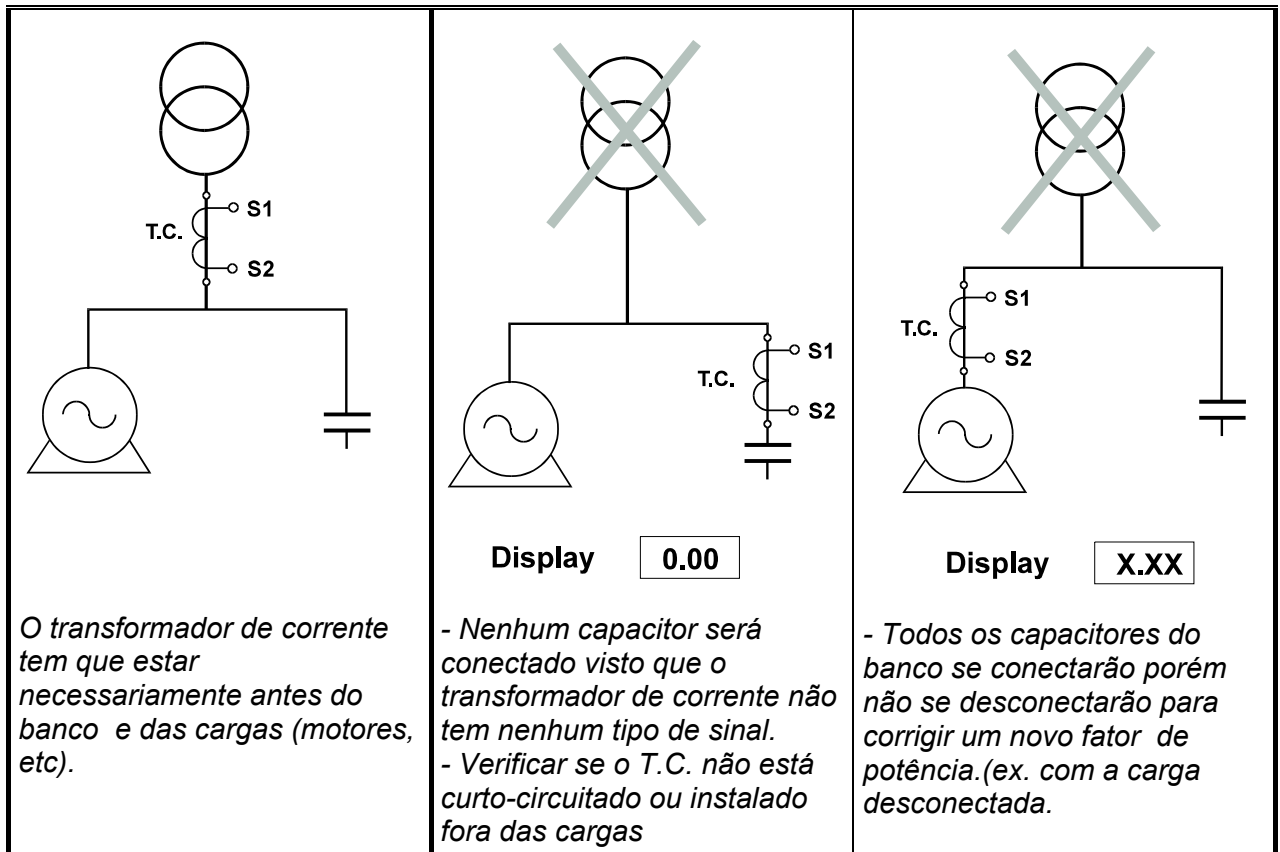 S1
T.C.
S2
O transformador de corrente
tem que estar
necessariamente antes do
banco e das cargas (motores,
etc).
S1
T.C.
S2
Display 0.00
- Nenhum capacitor será
conectado visto que o
transformador de corrente não
tem nenhum tipo de sinal.
- Verificar se o T.C. não está
curto-circuitado ou instalado
fora das cargas
S1
T.C.
S2
Display X.XX
- Todos os capacitores do
banco se conectarão porém
não se desconectarão para
corrigir um novo fator de
potência.(ex. com a carga
desconectada.